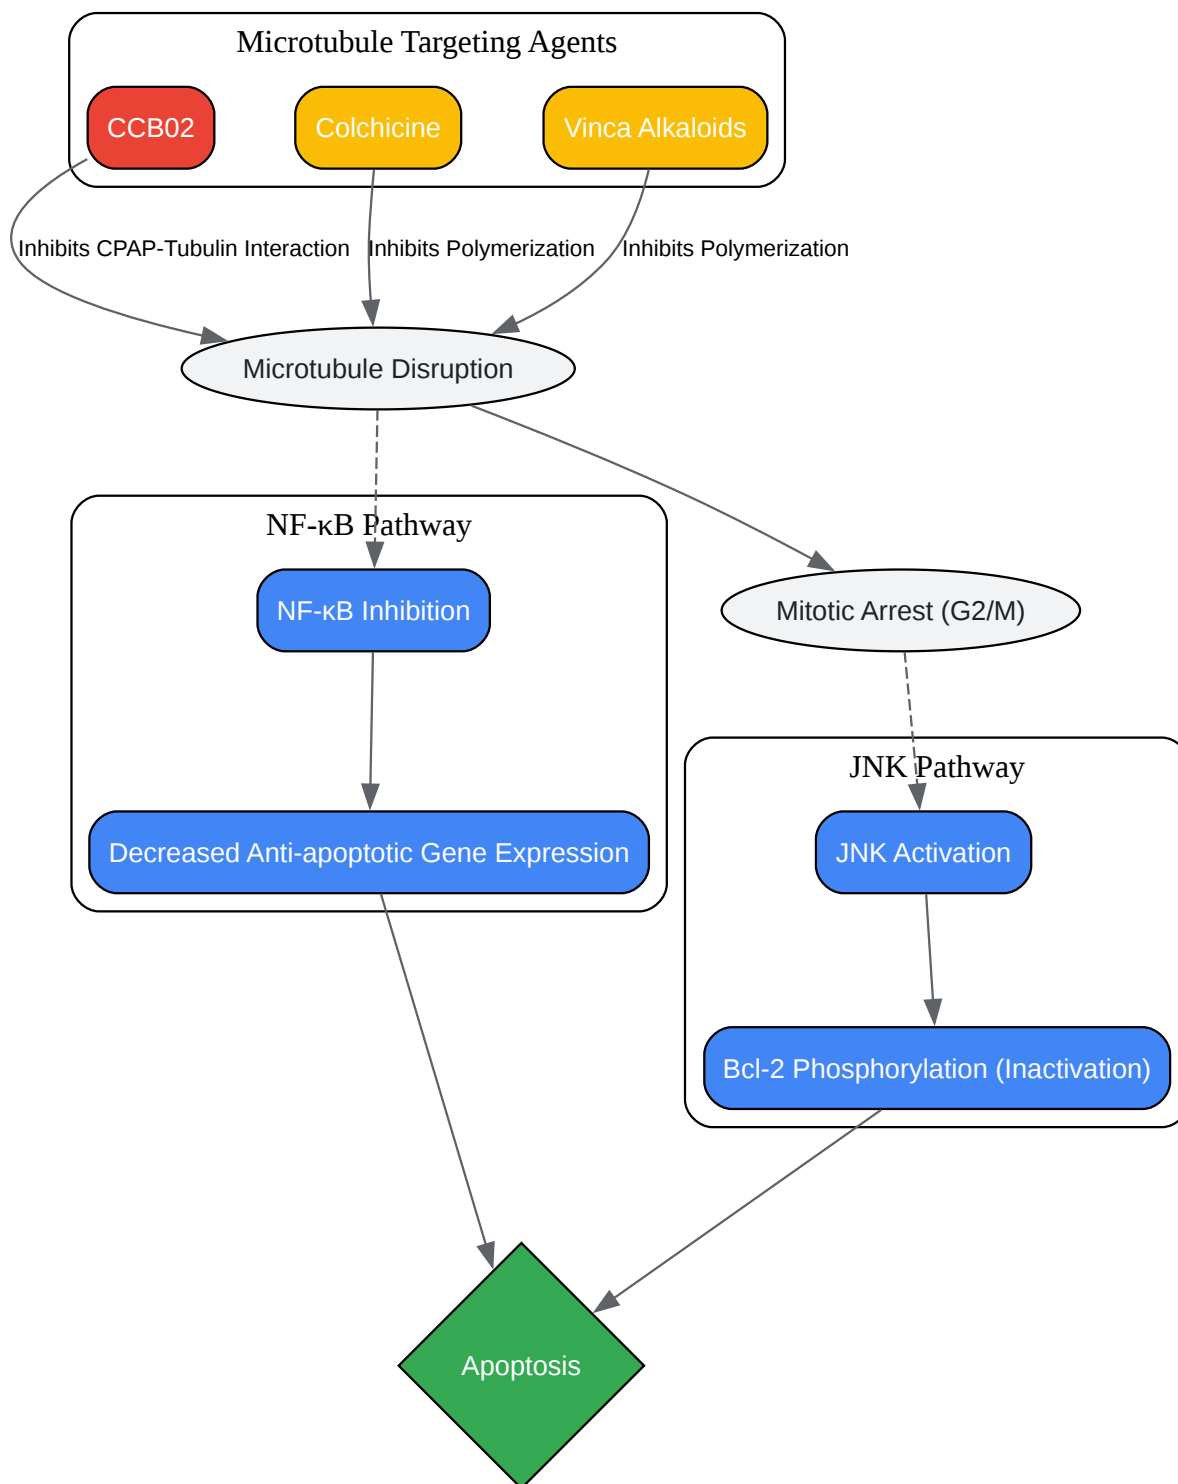 Microtubule Targeting Agents
CCB02
Colchicine
Vinca Alkaloids
Inhibits CPAP-Tubulin Interaction
Inhibits Polymerization
Inhibits Polymerization
Microtubule Disruption
NF-κB Pathway
NF-κB Inhibition
Mitotic Arrest (G2/M)
JNK Pathway
Decreased Anti-apoptotic Gene Expression
JNK Activation
Bcl-2 Phosphorylation (Inactivation)
Apoptosis